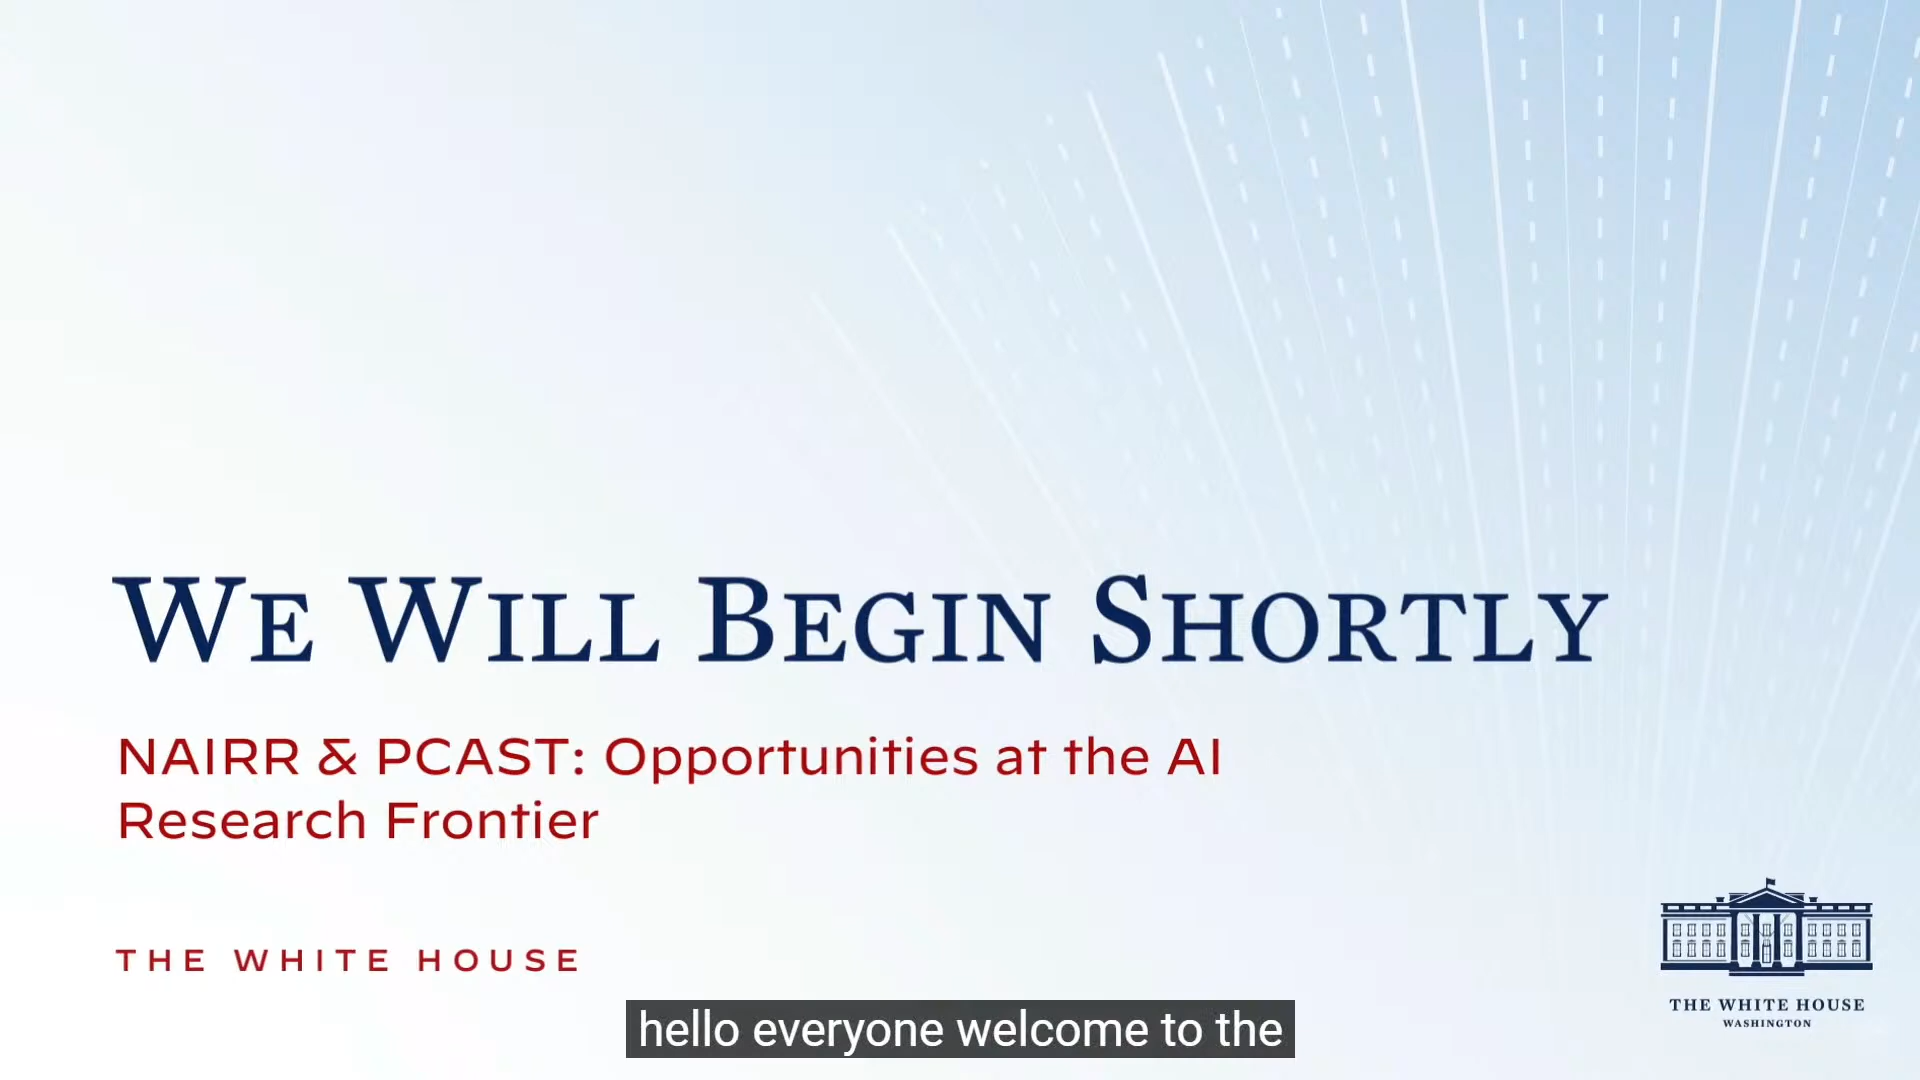 WE WILL BEGIN SHORTLY
NAIRR & PCAST: Opportunities at the AI
Research Frontier
THE WHITE HOUSE
THE WHITE HOUSE
WASHINGTON
hello everyone welcome to the